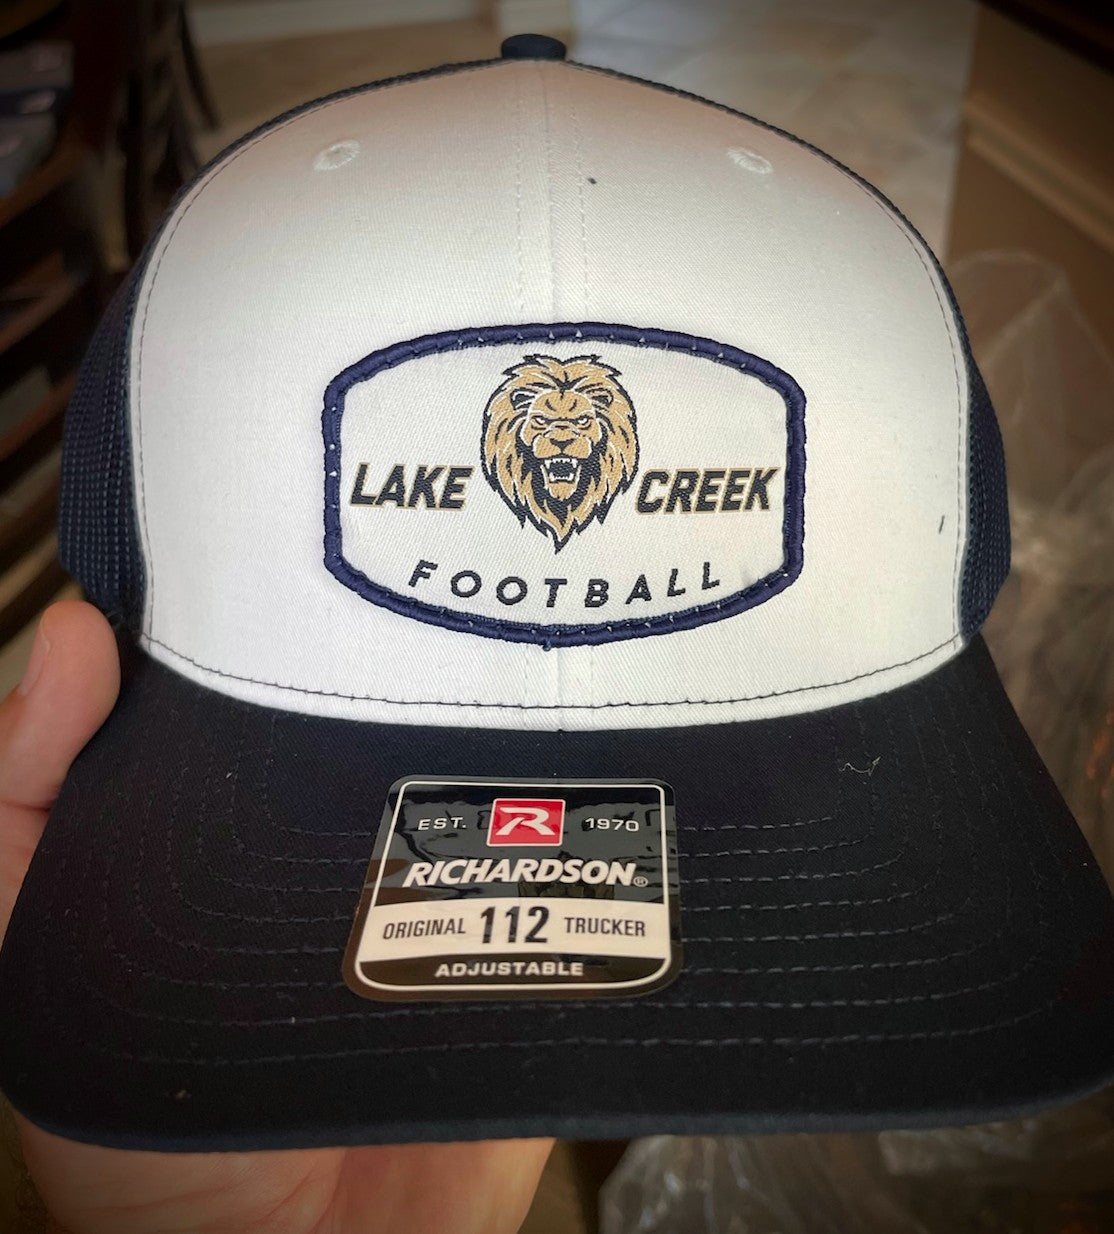 LAKE CREEK
FOOTBALL
EST. R 1970
RICHARDSON®
ORIGINAL 112 TRUCKER
ADJUSTABLE